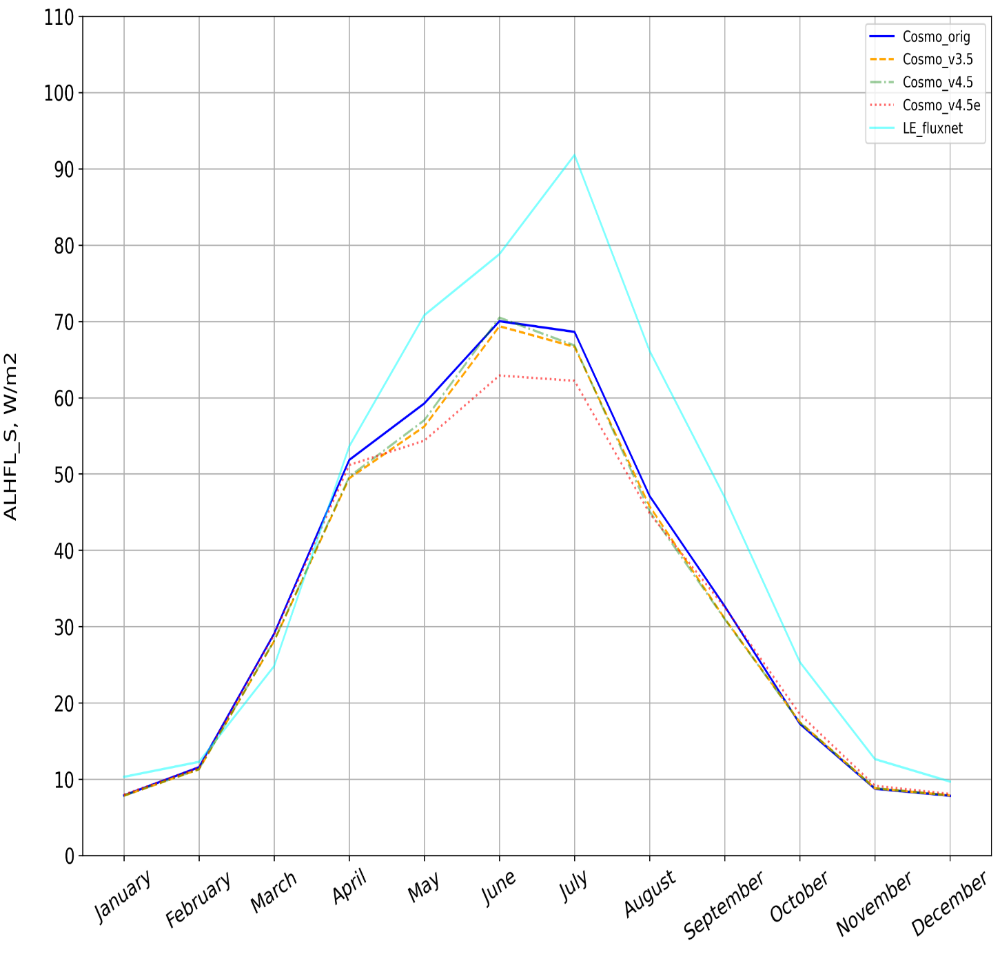 110
100
90
80
70
60
50
40
30
20
10
0
ALHFL_S, W/m2
Cosmo_orig
Cosmo_v3.5
Cosmo_v4.5
Cosmo_v4.5e
LE_fluxnet
January
February
March
April
May
June
July
August
September
October
November
December